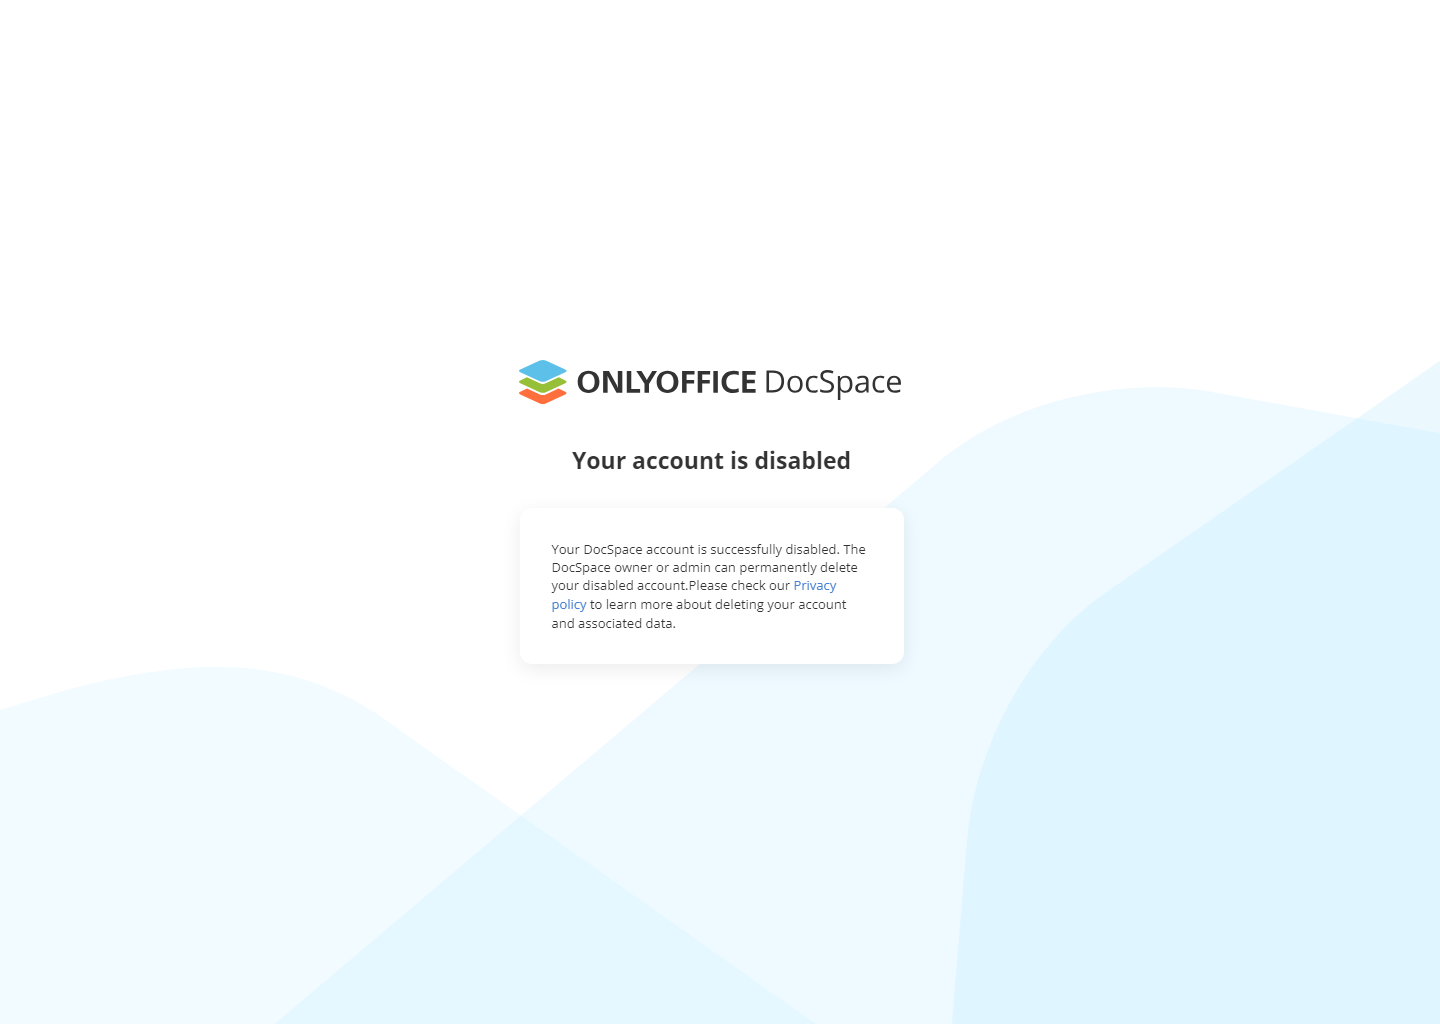 ONLYOFFICE DocSpace
Your account is disabled
Your DocSpace account is successfully disabled. The
DocSpace owner or admin can permanently delete
your disabled account.Please check our Privacy
policy to learn more about deleting your account
and associated data.